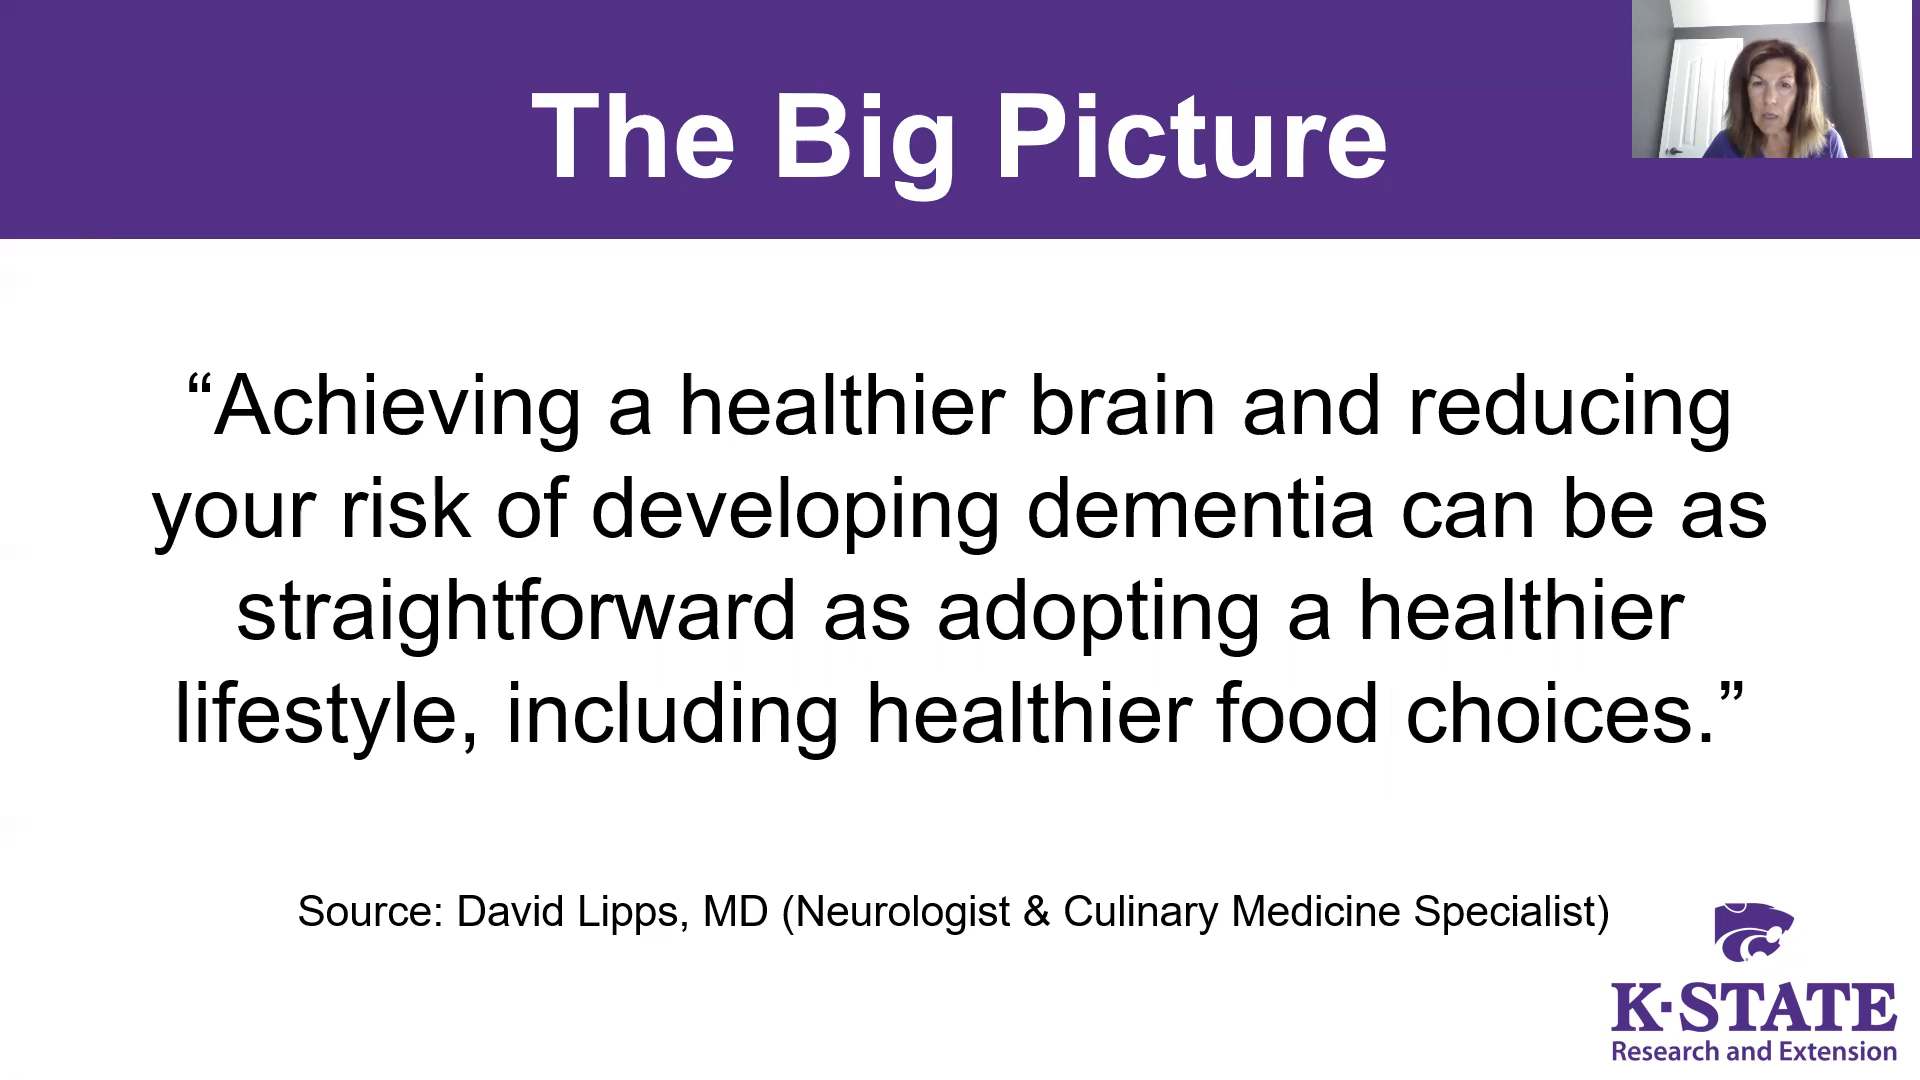 The Big Picture
“Achieving a healthier brain and reducing
your risk of developing dementia can be as
straightforward as adopting a healthier
lifestyle, including healthier food choices.”
Source: David Lipps, MD (Neurologist & Culinary Medicine Specialist)
K-STATE
Research and Extension